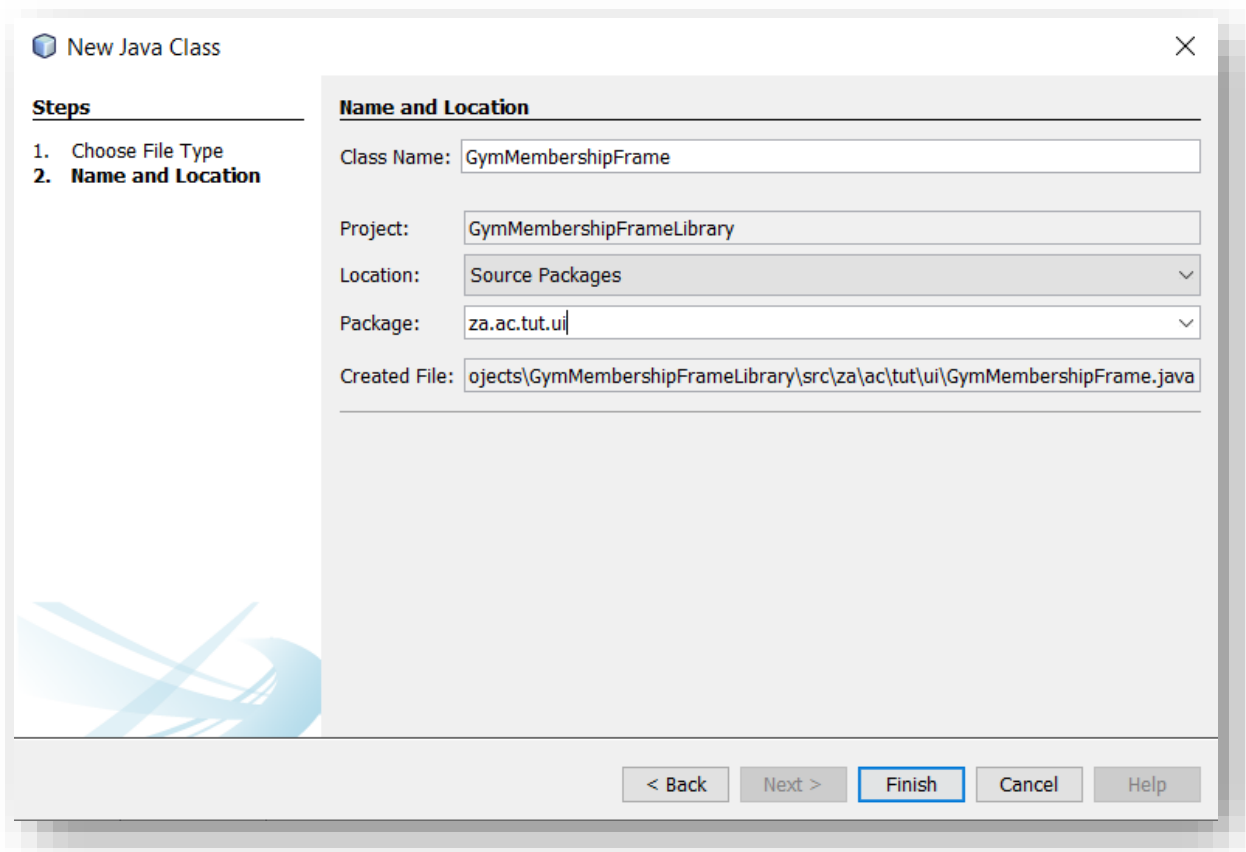 New Java Class
Steps
1. Choose File Type
2. Name and Location
Name and Location
Class Name: GymMembershipFrame
Project: GymMembershipFrameLibrary
Location: Source Packages
Package: za.ac.tut.ui
Created File: ojects\GymMembershipFrameLibrary\src\za\ac\tut\ui\GymMembershipFrame.java
< Back Next > Finish Cancel Help